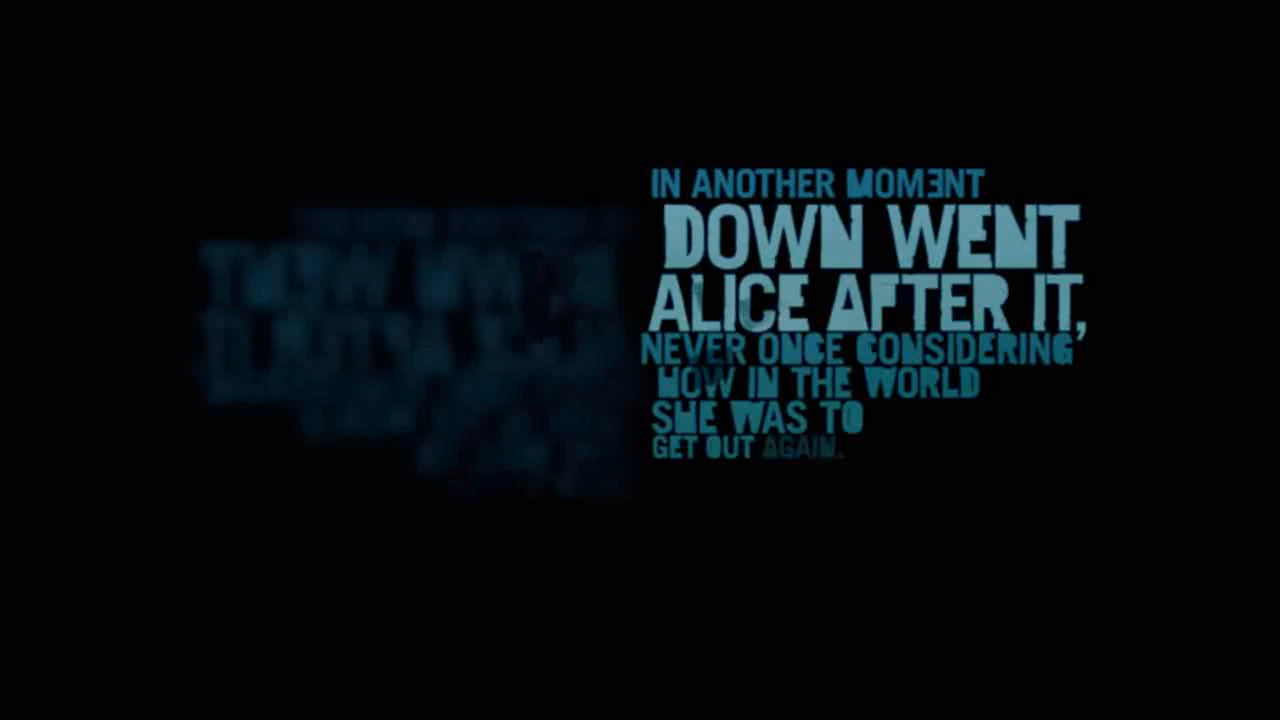 IN ANOTHER MOMENT
DOWN WENT
ALICE AFTER IT,
NEVER ONCE CONSIDERING
HOW IN THE WORLD
SHE WAS TO
GET OUT AGAIN.